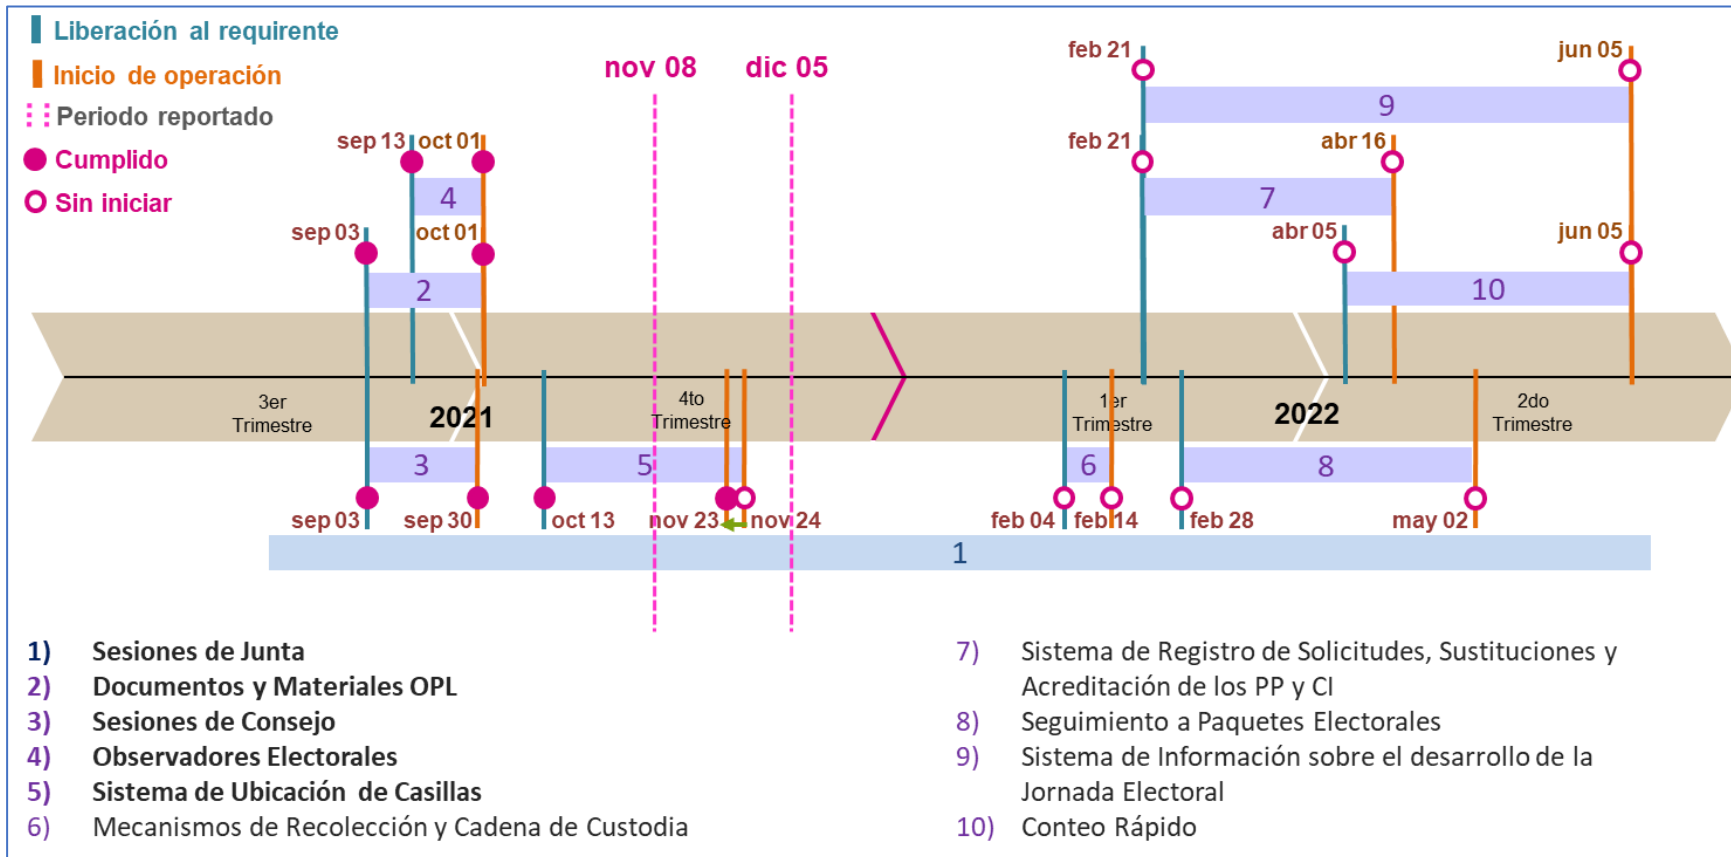 Liberación al requirente
Inicio de operación
Periodo reportado
Cumplido
Sin iniciar
nov 08
dic 05
feb 21
jun 05
9
sep 13
oct 01
feb 21
abr 16
4
7
sep 03
oct 01
abr 05
jun 05
2
10
3er
Trimestre
2021
4to
Trimestre
1er
Trimestre
2022
2do
Trimestre
3
5
6
8
sep 03
sep 30
oct 13
nov 23
nov 24
feb 04
feb 14
feb 28
may 02
1
1) Sesiones de Junta
2) Documentos y Materiales OPL
3) Sesiones de Consejo
4) Observadores Electorales
5) Sistema de Ubicación de Casillas
6) Mecanismos de Recolección y Cadena de Custodia
7) Sistema de Registro de Solicitudes, Sustituciones y
Acreditación de los PP y CI
8) Seguimiento a Paquetes Electorales
9) Sistema de Información sobre el desarrollo de la
Jornada Electoral
10) Conteo Rápido